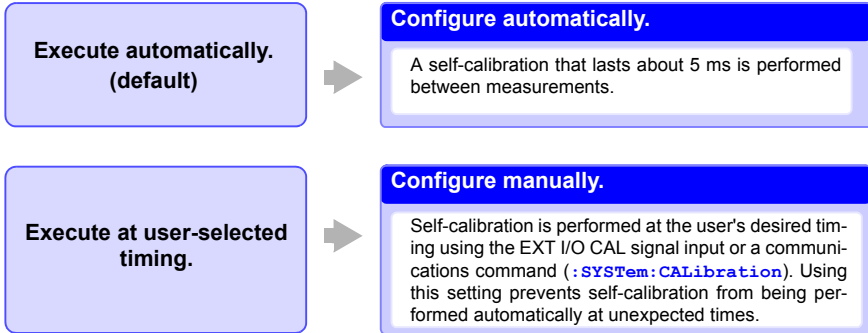 Execute automatically.
(default)
Configure automatically.
A self-calibration that lasts about 5 ms is performed
between measurements.
Execute at user-selected
timing.
Configure manually.
Self-calibration is performed at the user's desired tim-
ing using the EXT I/O CAL signal input or a communi-
cations command (:SYSTem:CALibration). Using
this setting prevents self-calibration from being per-
formed automatically at unexpected times.